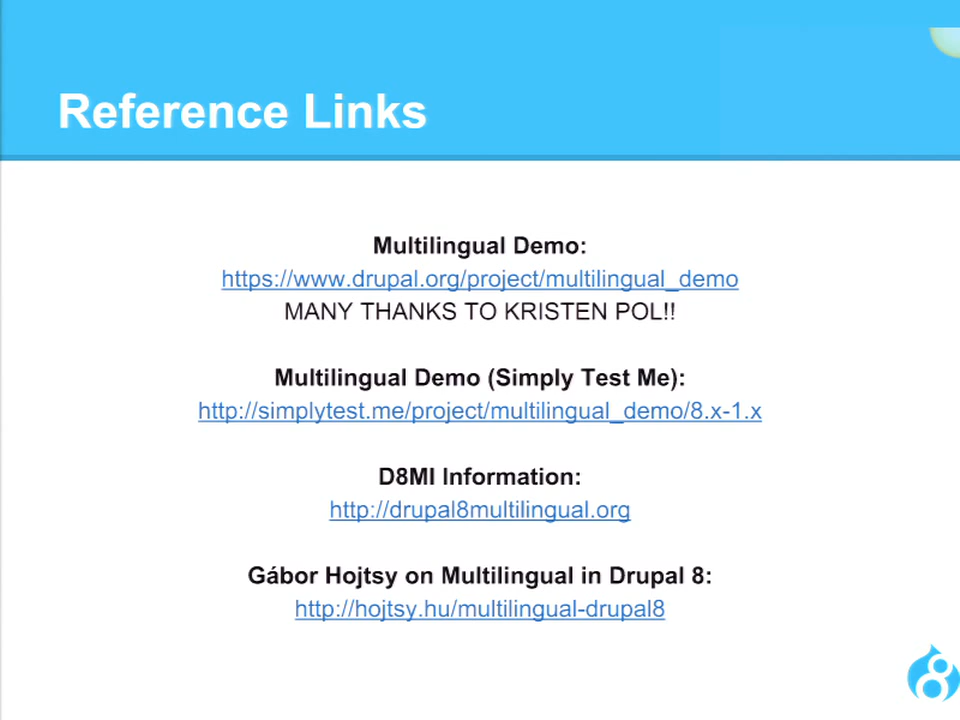 Reference Links
Multilingual Demo:
https://www.drupal.org/project/multilingual_demo
MANY THANKS TO KRISTEN POL!!
Multilingual Demo (Simply Test Me):
http://simplytest.me/project/multilingual_demo/8.x-1.x
D8MI Information:
http://drupal8multilingual.org
Gábor Hojtsy on Multilingual in Drupal 8:
http://hojtsy.hu/multilingual-drupal8
8